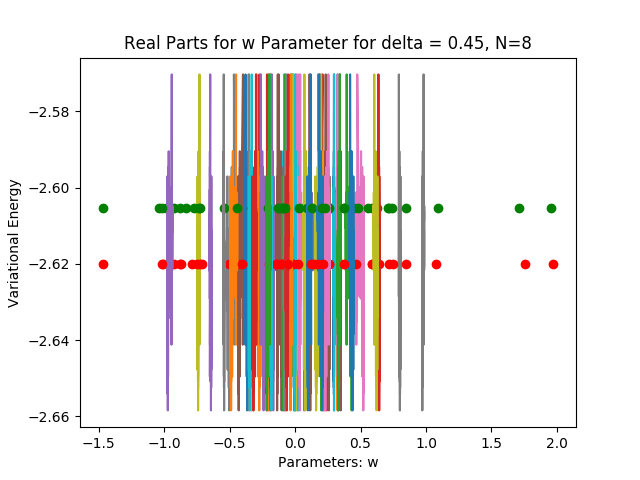 Real Parts for w Parameter for delta = 0.45, N=8
Variational Energy
−2.58
−2.60
−2.62
−2.64
−2.66
−1.5 −1.0 −0.5 0.0 0.5 1.0 1.5 2.0
Parameters: w